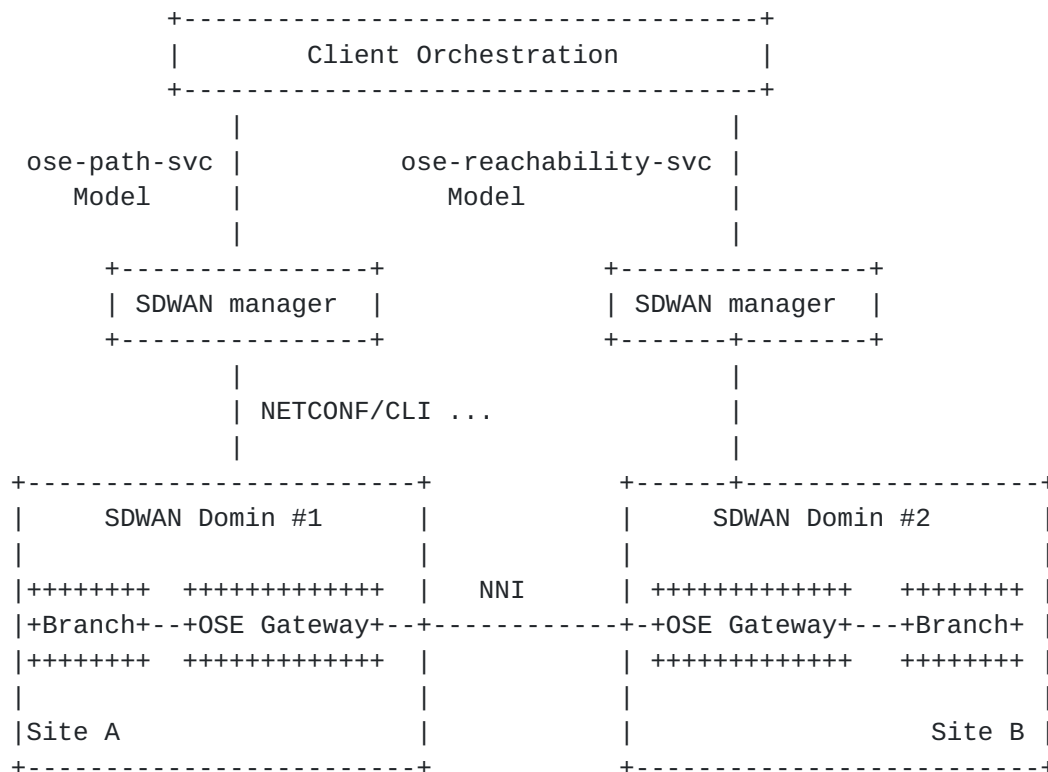 Client Orchestration
ose-path-svc ose-reachability-svc
Model Model
SDWAN manager SDWAN manager
NETCONF/CLI ...
SDWAN Domin #1 SDWAN Domin #2
NNI
Branch OSE Gateway OSE Gateway Branch
Site A Site B